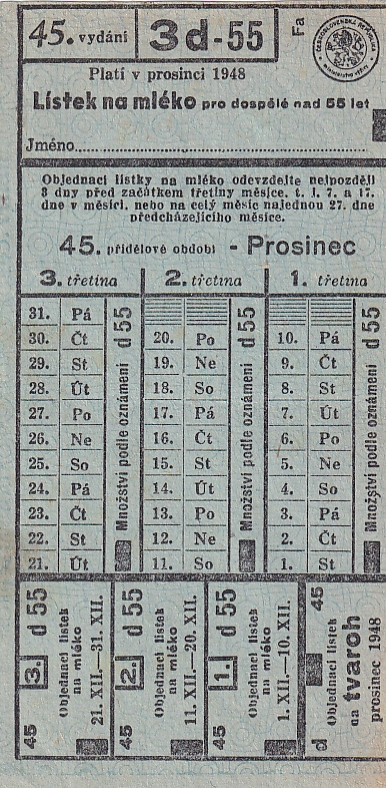 45. vydání
3d-55
Fa
ČESKOSLOVENSKÁ REPUBLIKA
Platí v prosinci 1948
Lístek na mléko pro dospělé nad 55 let
Jméno
Objednací lístky na mléko odevzdejte nejpozději
3 dny před začátkem třetiny měsíce, t. j. 7. a 17.
dne v měsíci, nebo na celý měsíc najednou 27. dne
předcházejícího měsíce.
45. přídělové období - Prosinec
3. třetina 2. třetina 1. třetina
31. Pá
30. Čt 20. Po 10. Pá
29. St 19. Ne 9. Čt
28. Út 18. So 8. St
27. Po 17. Pá 7. Út
26. Ne 16. Čt 6. Po
25. So 15. St 5. Ne
24. Pá 14. Út 4. So
23. Čt 13. Po 3. Pá
22. St 12. Ne 2. Čt
21. Út 11. So 1. St
Množství podle oznámení d 55
Množství podle oznámení d 55
Množství podle oznámení d 55
45 3. d 55
Objednací lístek
na mléko
21. XII.—31. XII.
45 2. d 55
Objednací lístek
na mléko
11. XII.—20. XII.
45 1. d 55
Objednací lístek
na mléko
1. XII.—10. XII.
d 45
Objednací lístek
na tvaroh
prosinec 1948